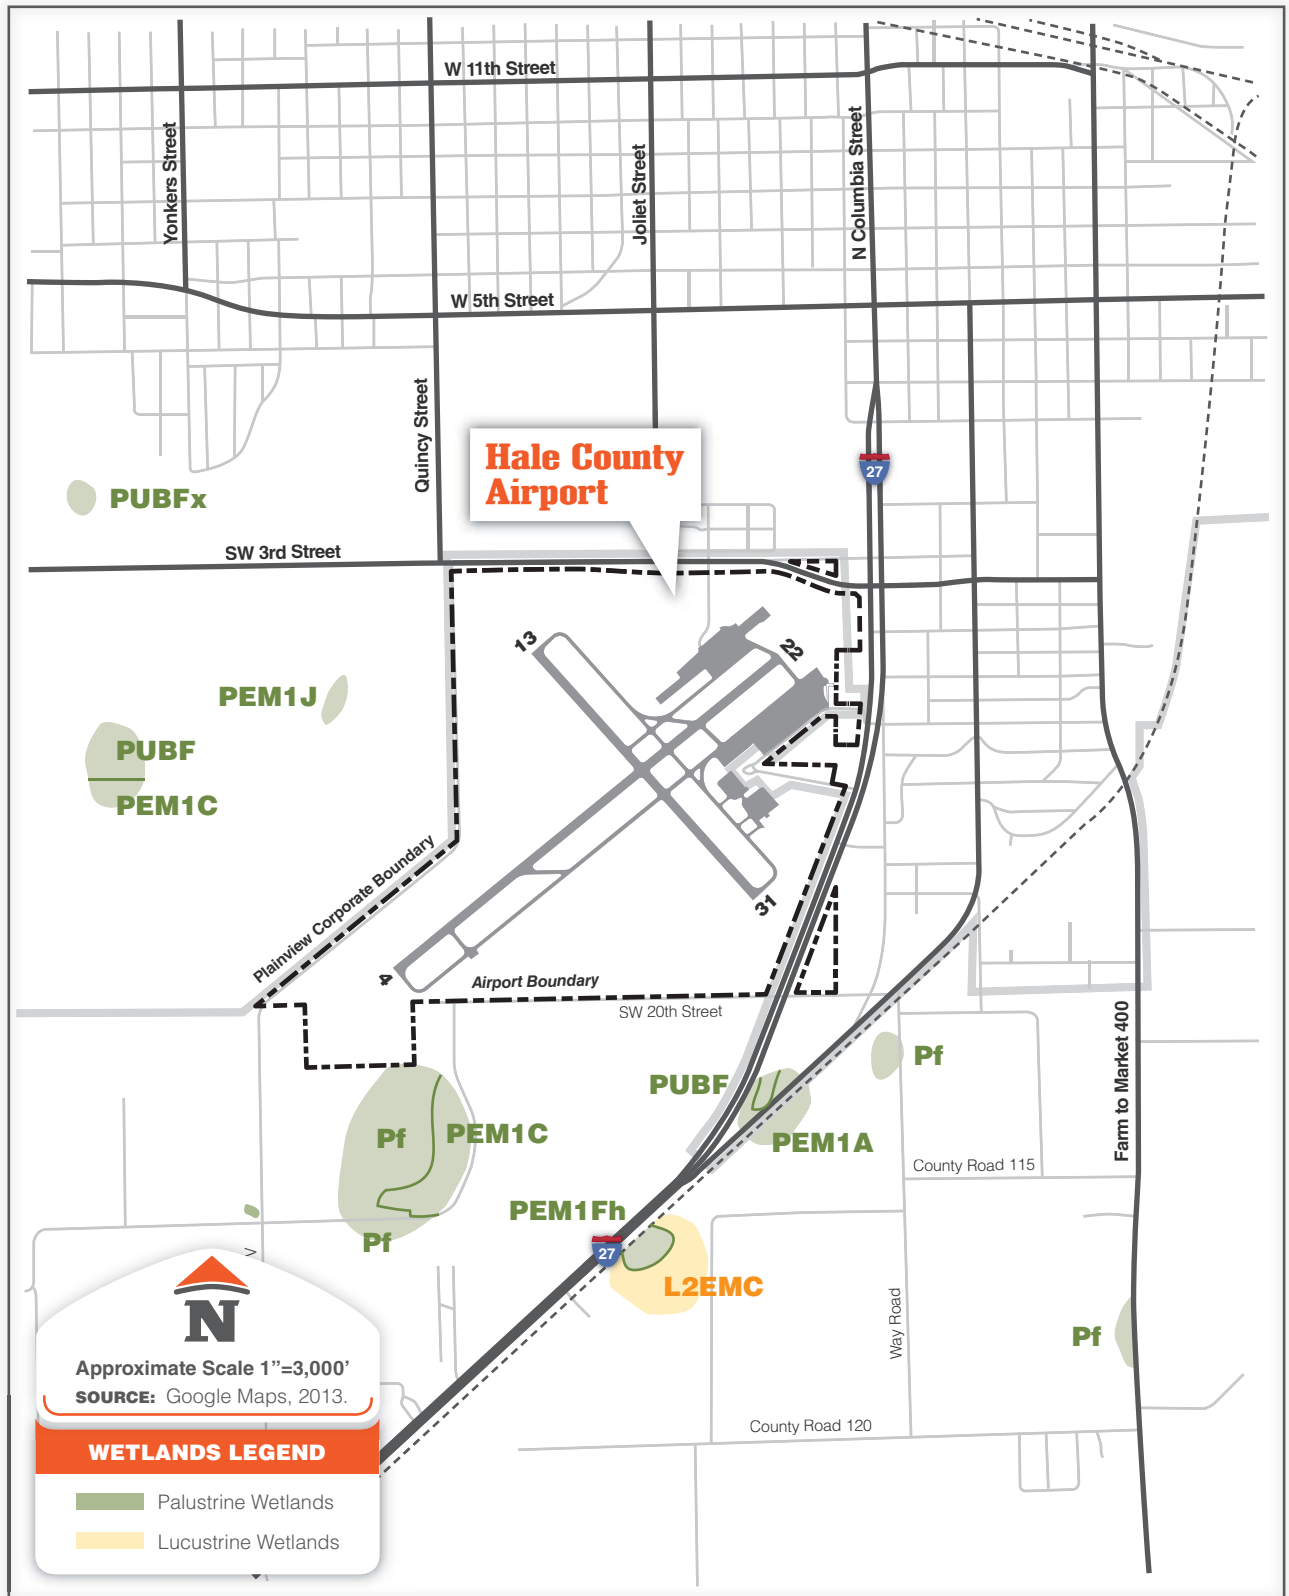 W 11th Street
Yonkers Street
Joliet Street
N Columbia Street
W 5th Street
Quincy Street
Hale County
Airport
27
PUBFx
SW 3rd Street
13
22
PEM1J
PUBF
PEM1C
Plainview Corporate Boundary
31
4
Airport Boundary
SW 20th Street
Farm to Market 400
Pf
PUBF
Pf
PEM1C
PEM1A
County Road 115
PEM1Fh
Pf
27
L2EMC
Way Road
Pf
N
Approximate Scale 1”=3,000’
SOURCE: Google Maps, 2013.
County Road 120
WETLANDS LEGEND
Palustrine Wetlands
Lucustrine Wetlands